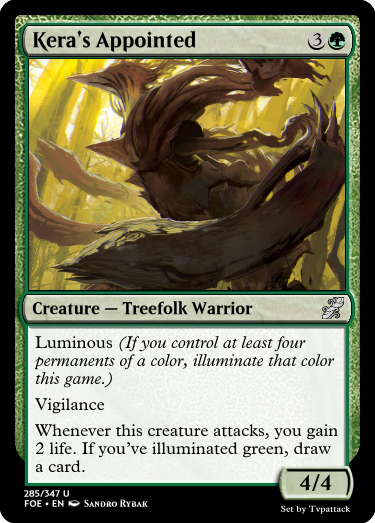 Kera's Appointed 3
Creature — Treefolk Warrior
Luminous (If you control at least four
permanents of a color, illuminate that color
this game.)
Vigilance
Whenever this creature attacks, you gain
2 life. If you've illuminated green, draw
a card.
4/4
285/347 U
FOE • EN Sandro Rybak
Set by Tvpattack